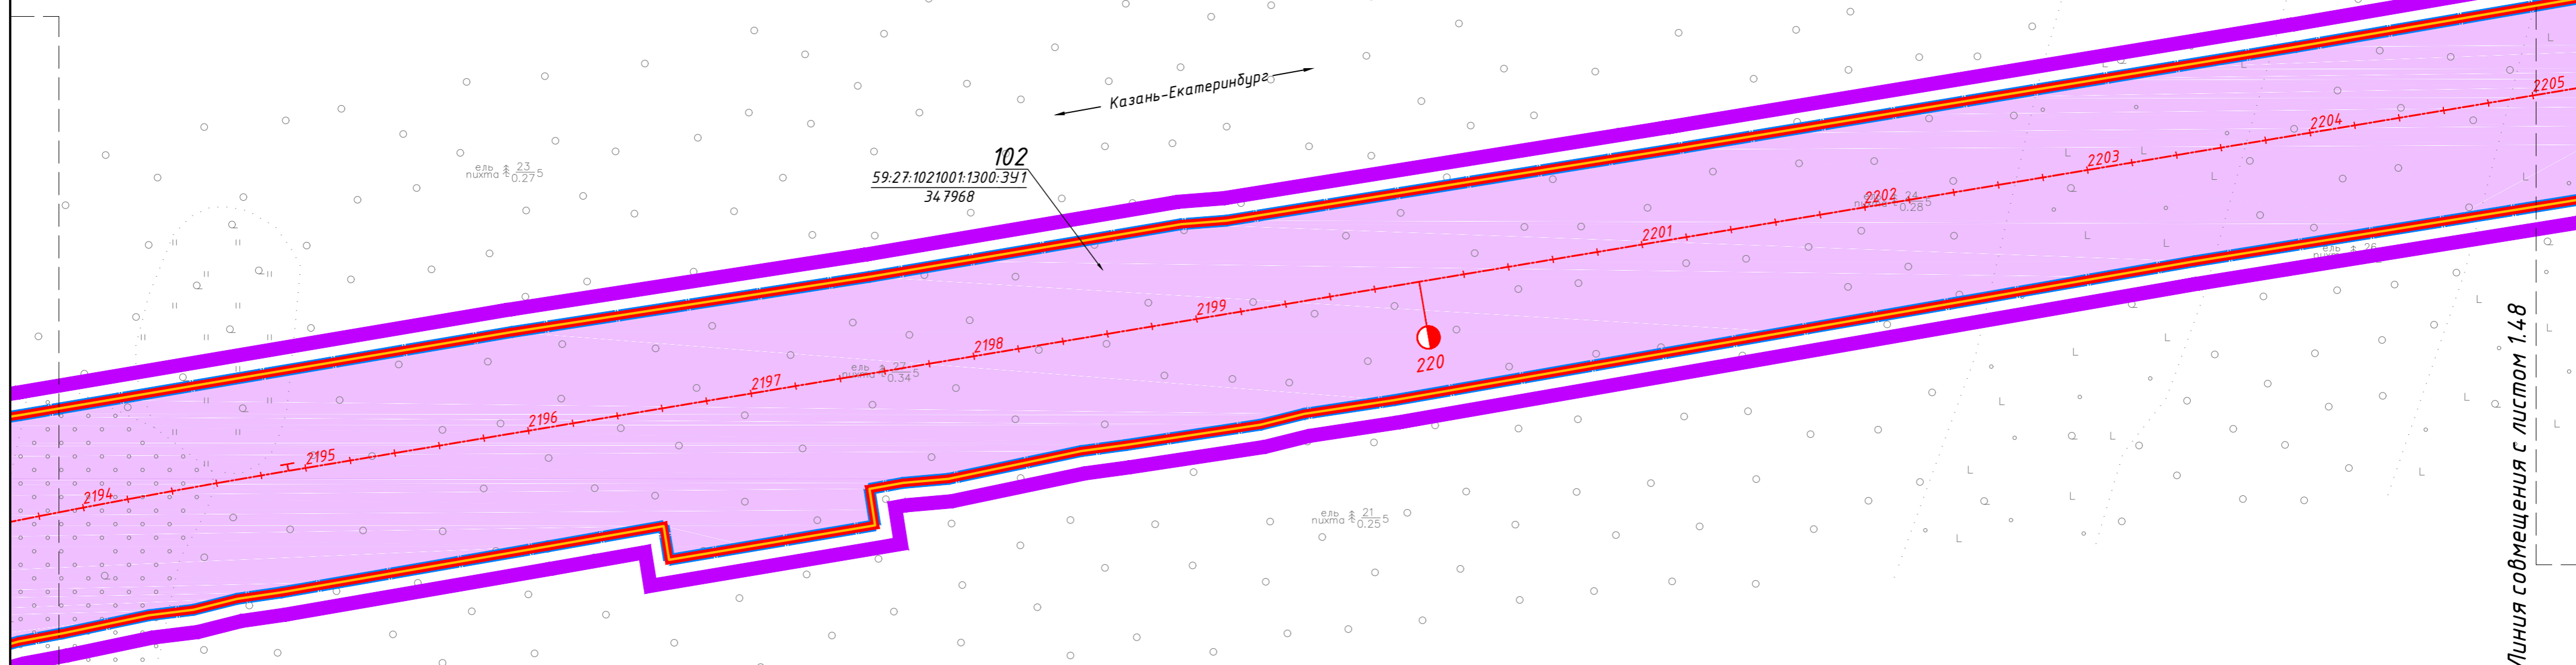 Казань-Екатеринбург
102
59:27:1021001:1300:ЗУ1
347968
ель 23
пихта 0.27 5
2205
2204
2203
2202
24
пихта 0.28 5
2201
ель 26
пихта
2199
2198
220
ель 27
пихта 0.34 5
2197
2196
2195
2194
ель 21
пихта 0.25 5
Линия совмещения с листом 1.48